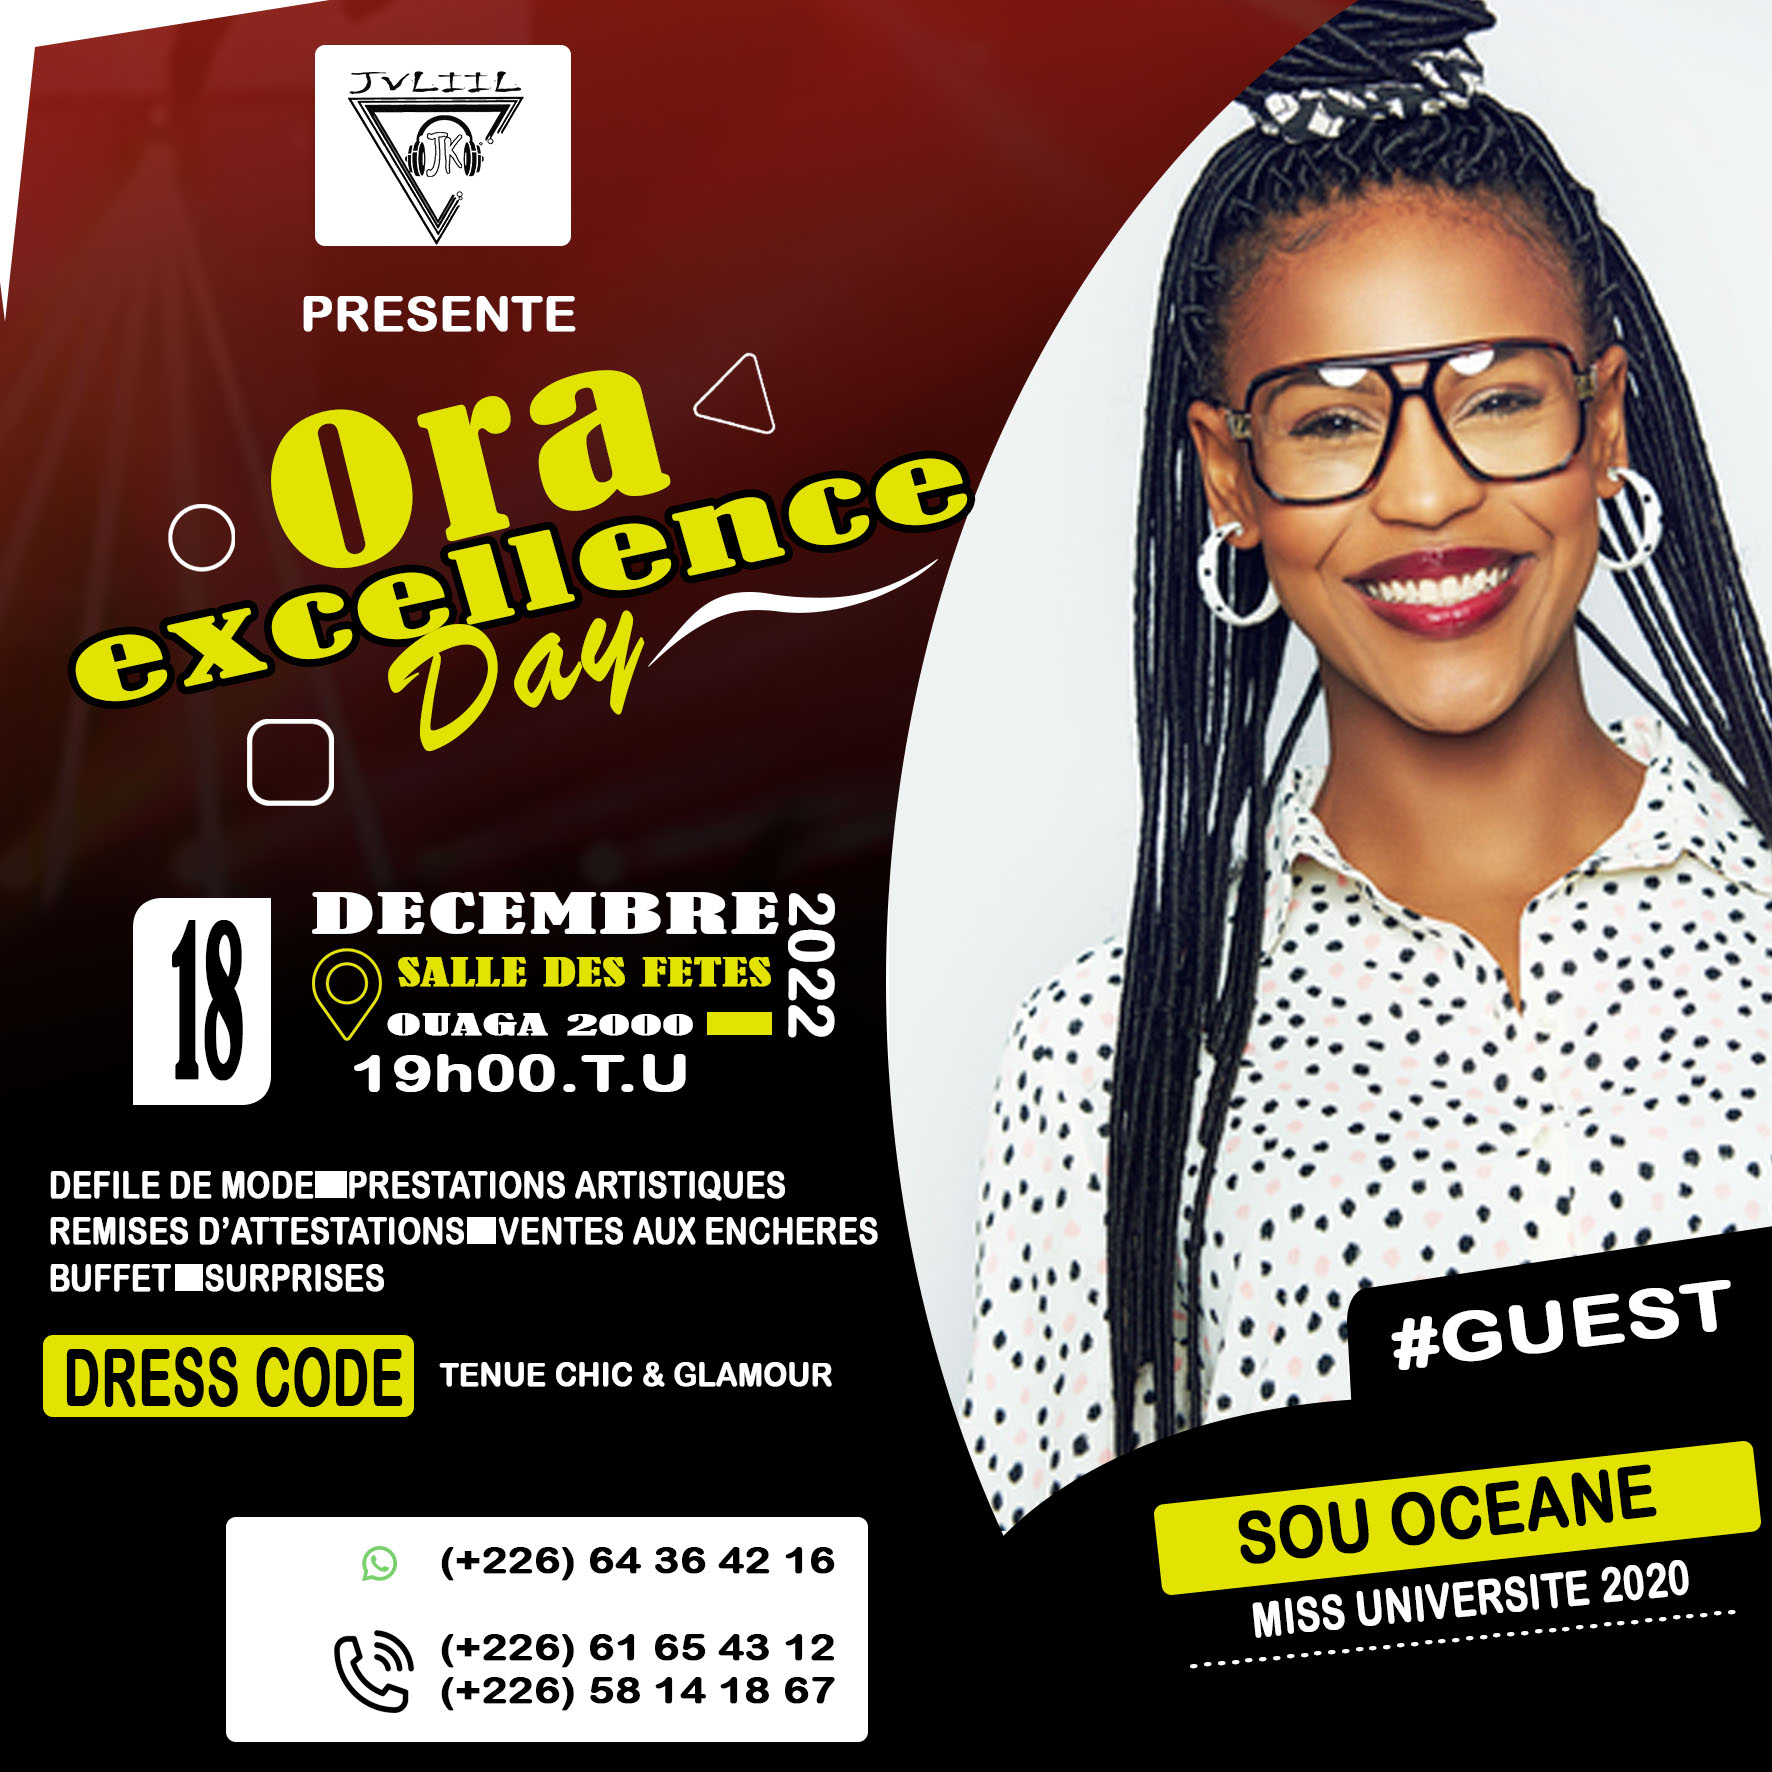 JVLIIL
JK
PRESENTE
Ora
excellence
Day
18
DECEMBRE
2022
SALLE DES FETES
OUAGA 2000
19h00.T.U
DEFILE DE MODE PRESTATIONS ARTISTIQUES
REMISES D'ATTESTATIONS VENTES AUX ENCHERES
BUFFET SURPRISES
DRESS CODE
TENUE CHIC & GLAMOUR
(+226) 64 36 42 16
(+226) 61 65 43 12
(+226) 58 14 18 67
#GUEST
SOU OCEANE
MISS UNIVERSITE 2020